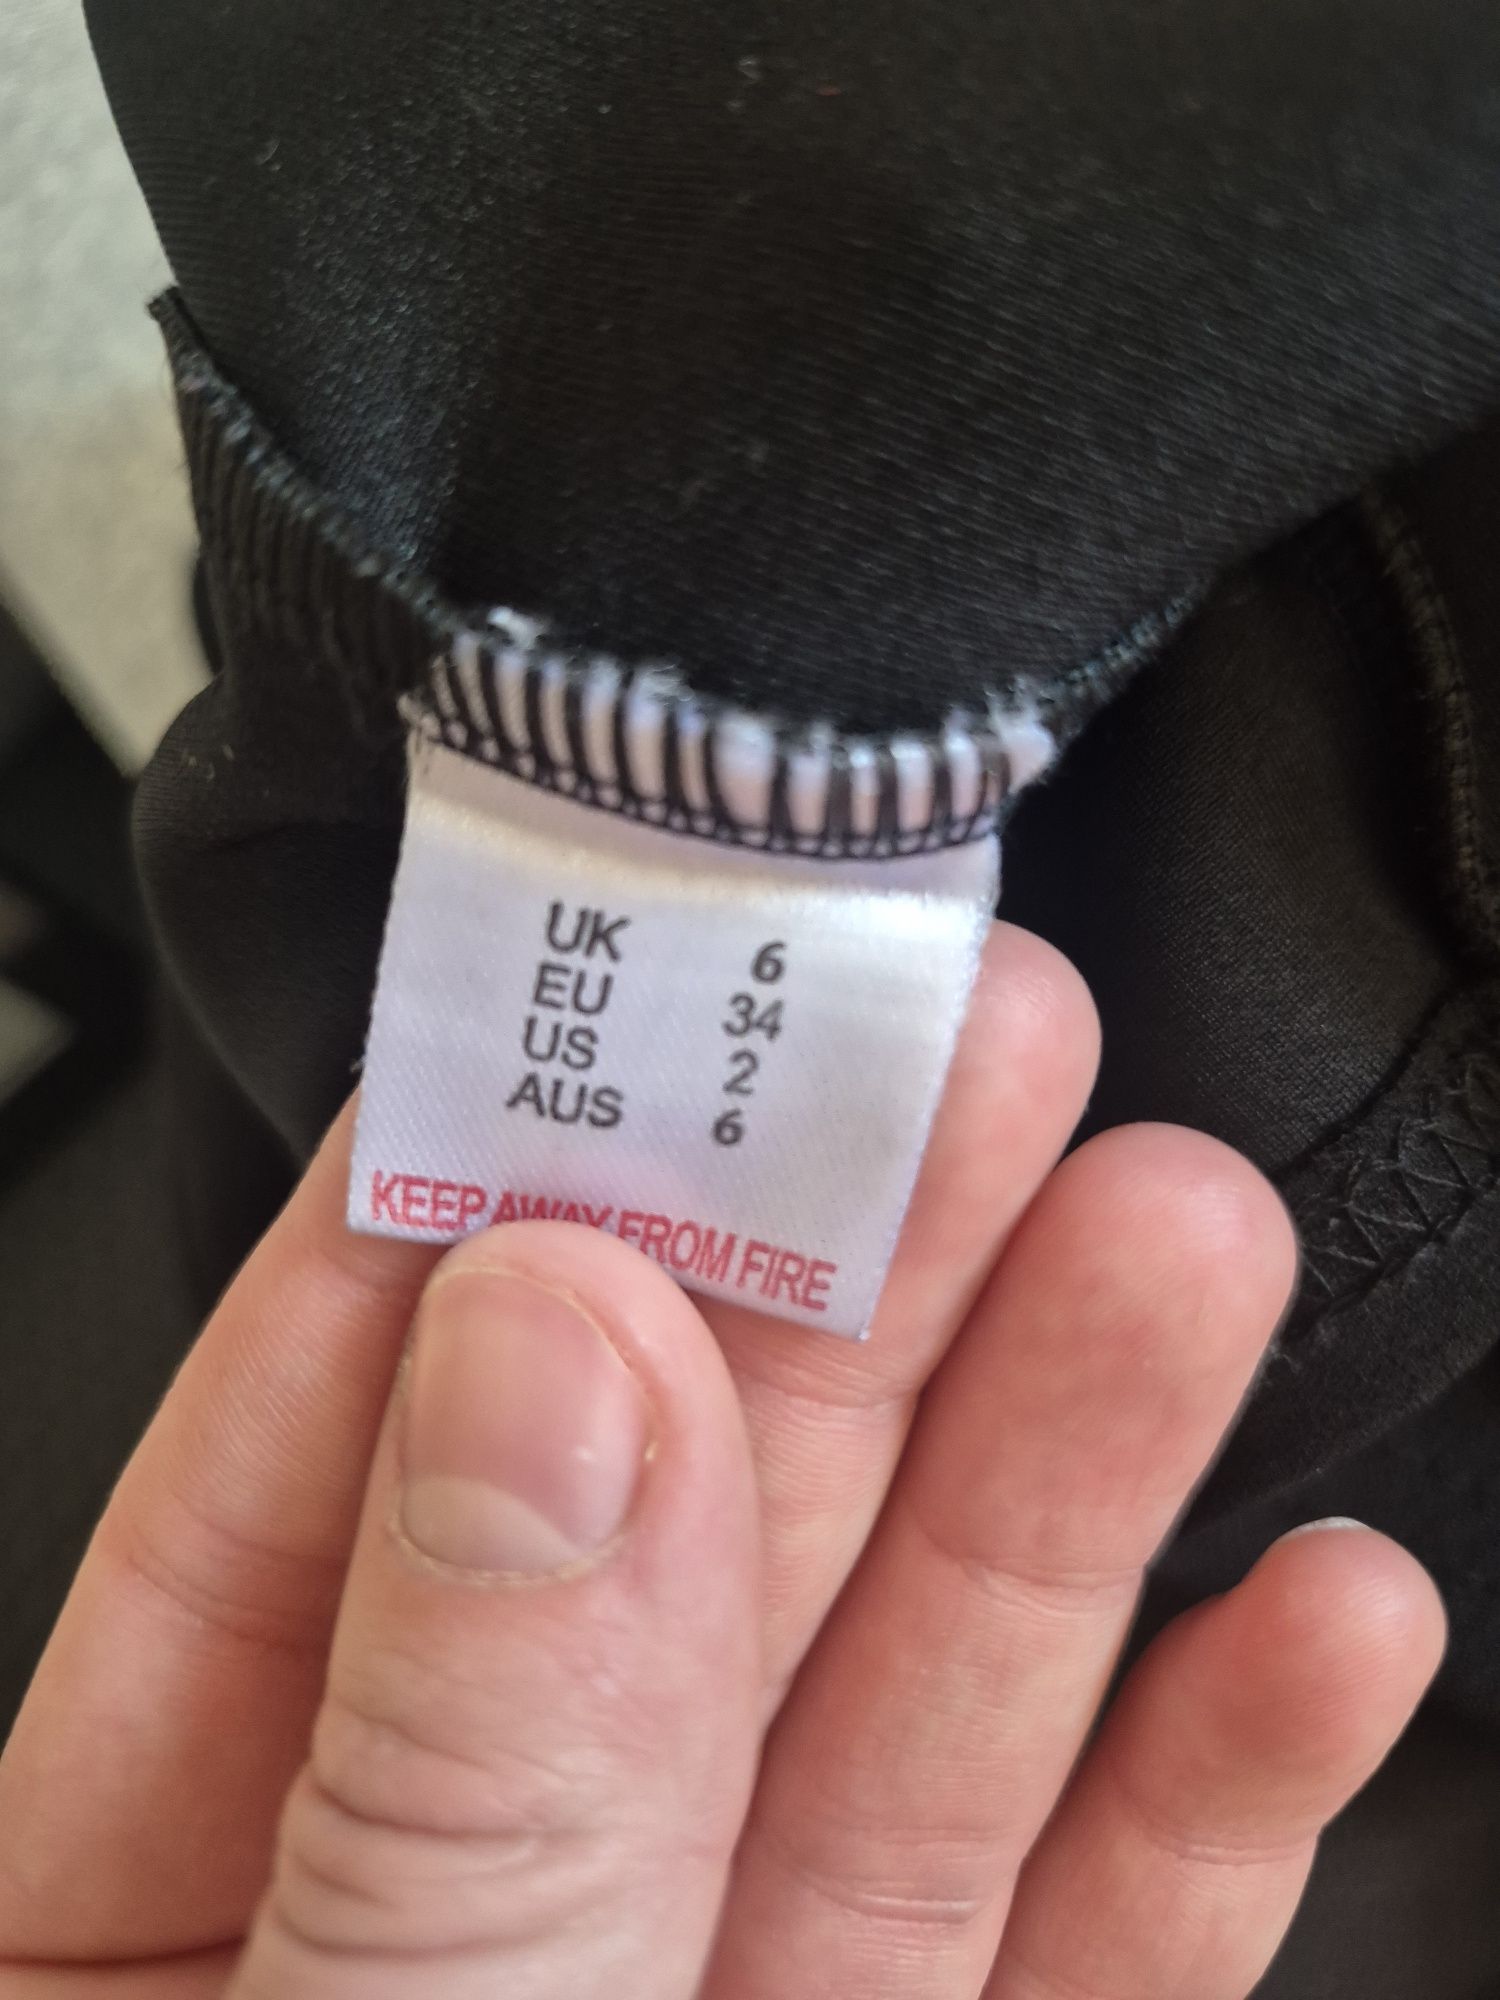 UK 6
EU 34
US 2
AUS 6
KEEP AWAY FROM FIRE